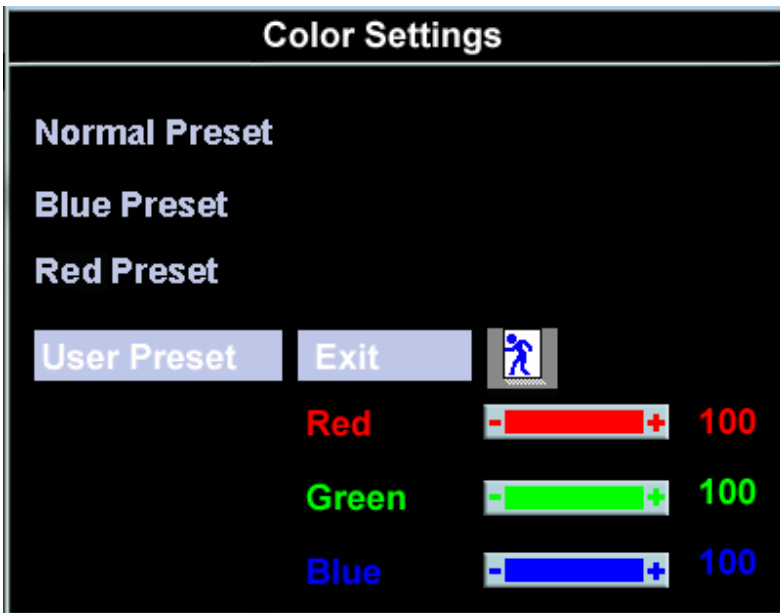 Color Settings
Normal Preset
Blue Preset
Red Preset
User Preset Exit
Red - + 100
Green - + 100
Blue - + 100